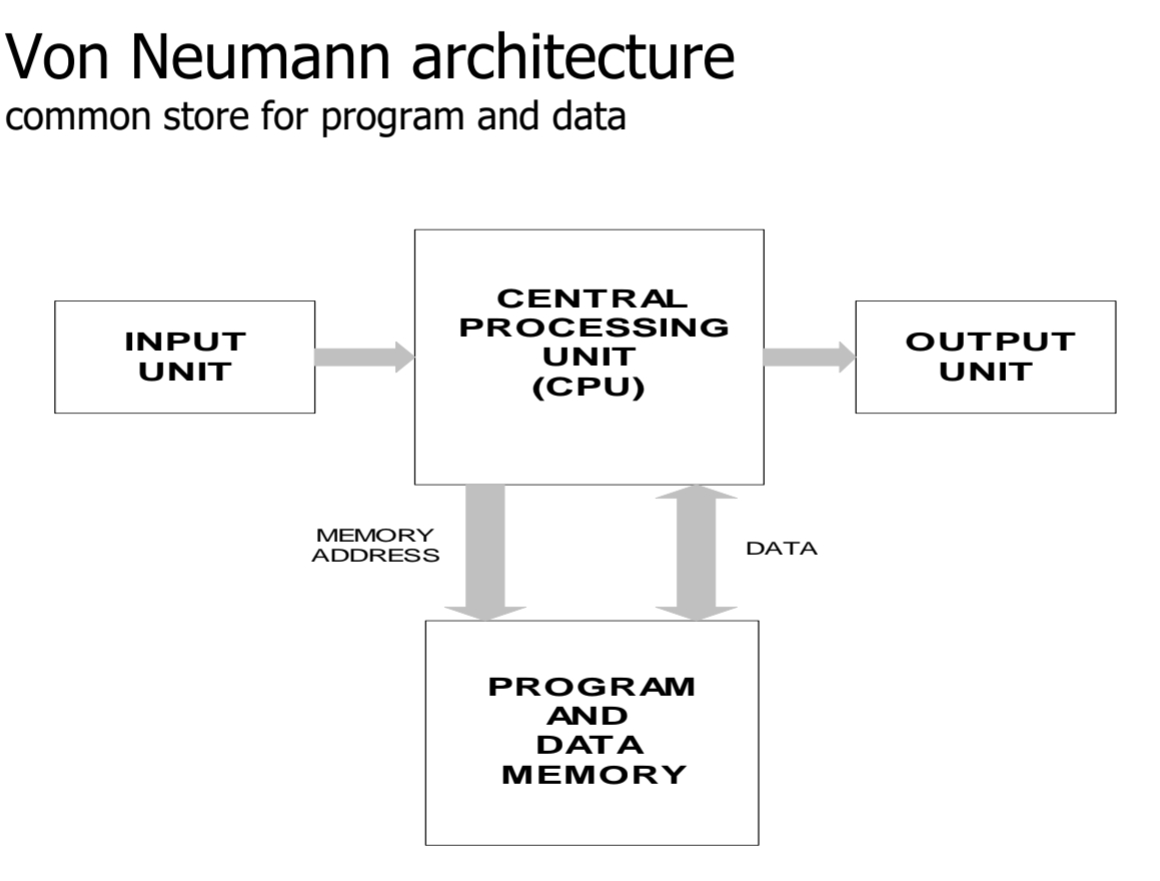 Von Neumann architecture
common store for program and data
INPUT
UNIT
CENTRAL
PROCESSING
UNIT
(CPU)
OUTPUT
UNIT
MEMORY
ADDRESS
DATA
PROGRAM
AND
DATA
MEMORY